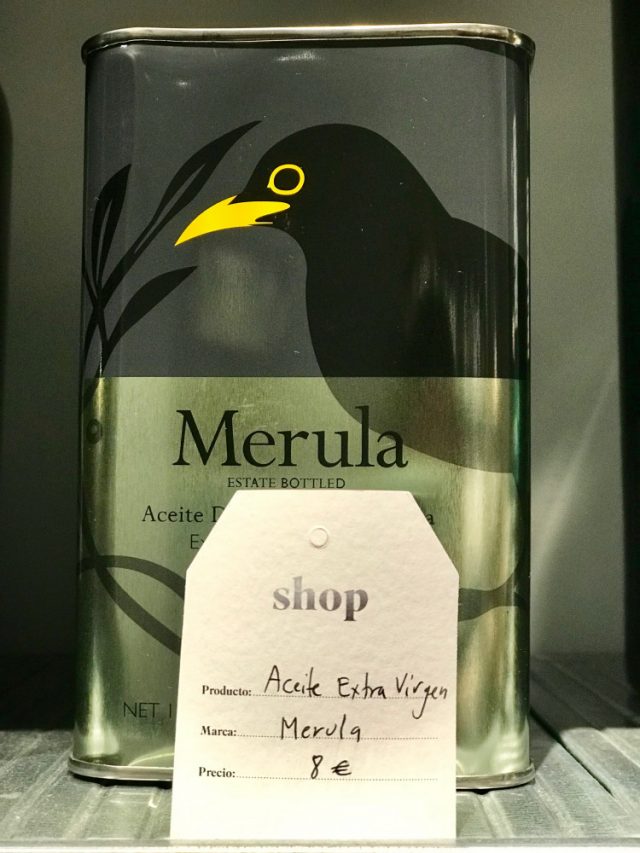 Merula
ESTATE BOTTLED
Aceite
shop
Producto: Aceite Extra Virgen
Marca: Merula
Precio: 8 €
NET